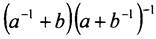 (a⁻¹ + b)(a + b⁻¹)⁻¹